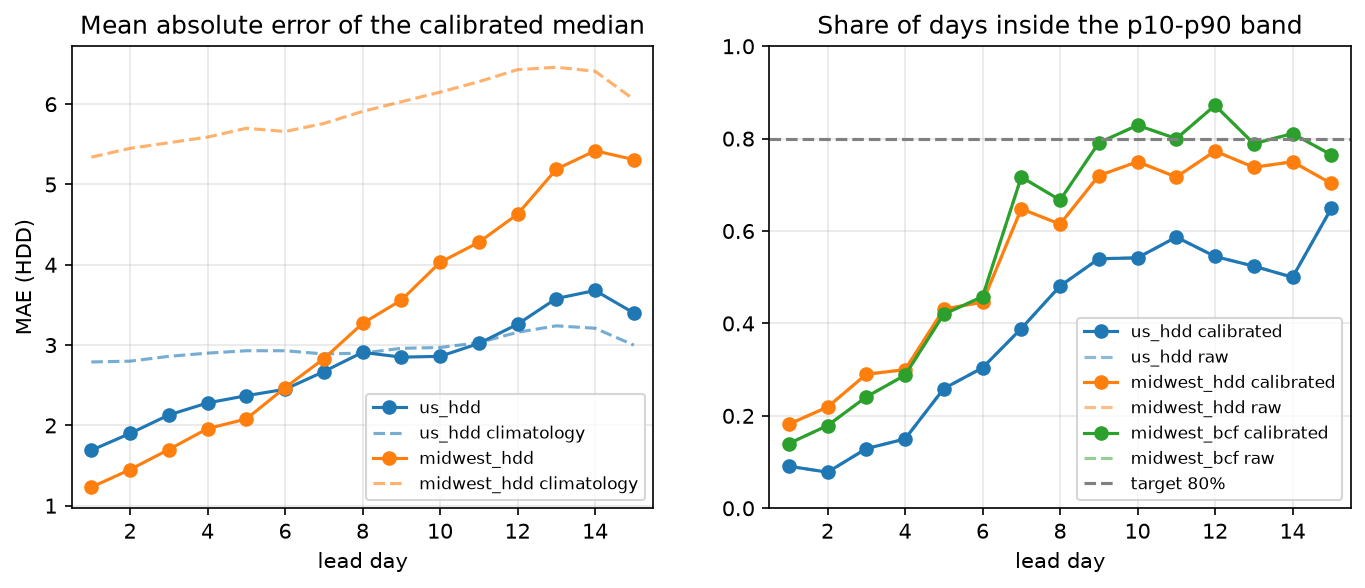 Mean absolute error of the calibrated median
MAE (HDD)
6
5
4
3
2
1
2 4 6 8 10 12 14
lead day
us_hdd
us_hdd climatology
midwest_hdd
midwest_hdd climatology
Share of days inside the p10-p90 band
1.0
0.8
0.6
0.4
0.2
0.0
2 4 6 8 10 12 14
lead day
us_hdd calibrated
us_hdd raw
midwest_hdd calibrated
midwest_hdd raw
midwest_bcf calibrated
midwest_bcf raw
target 80%